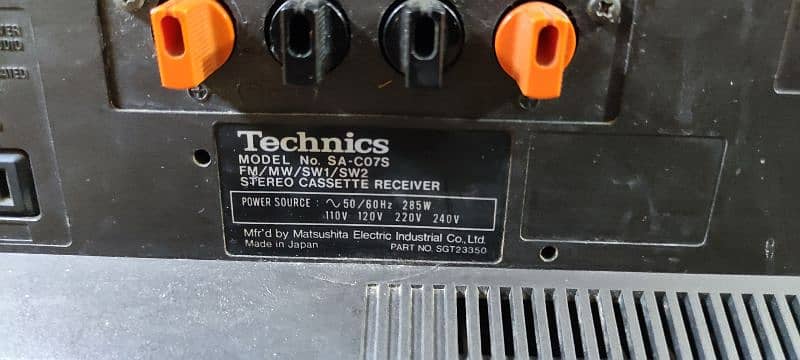 Technics
MODEL No. SA-C07S
FM/MW/SW1/SW2
STEREO CASSETTE RECEIVER
POWER SOURCE : ∿ 50/60Hz 285W
110V 120V 220V 240V
Mfr'd by Matsushita Electric Industrial Co., Ltd.
Made in Japan
PART NO. SGT23350